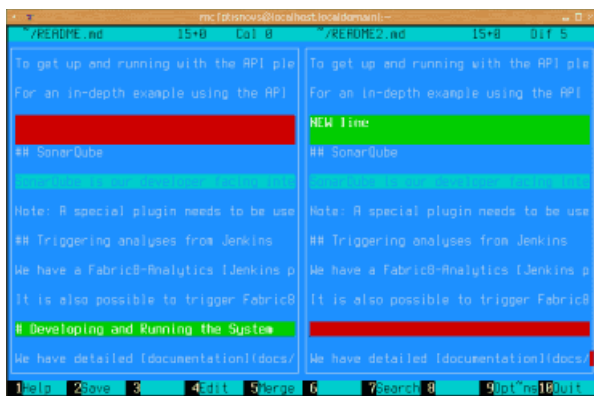 mc [ptisnovs@localhost.localdomain]:~
~/README.md 15+0 Col 0 ~/README2.md 15+0 Dif 5
To get up and running with the API ple To get up and running with the API ple
For an in-depth example using the API For an in-depth example using the API
NEW line
## SonarQube ## SonarQube
SonarQube is our developer facing inte SonarQube is our developer facing inte
Note: A special plugin needs to be use Note: A special plugin needs to be use
## Triggering analyses from Jenkins ## Triggering analyses from Jenkins
We have a Fabric8-Analytics [Jenkins p We have a Fabric8-Analytics [Jenkins p
It is also possible to trigger Fabric8 It is also possible to trigger Fabric8
# Developing and Running the System
We have detailed [documentation](docs/ We have detailed [documentation](docs/
1Help 2Save 3 4Edit 5Merge 6 7Search 8 9Opt~ns 10Quit